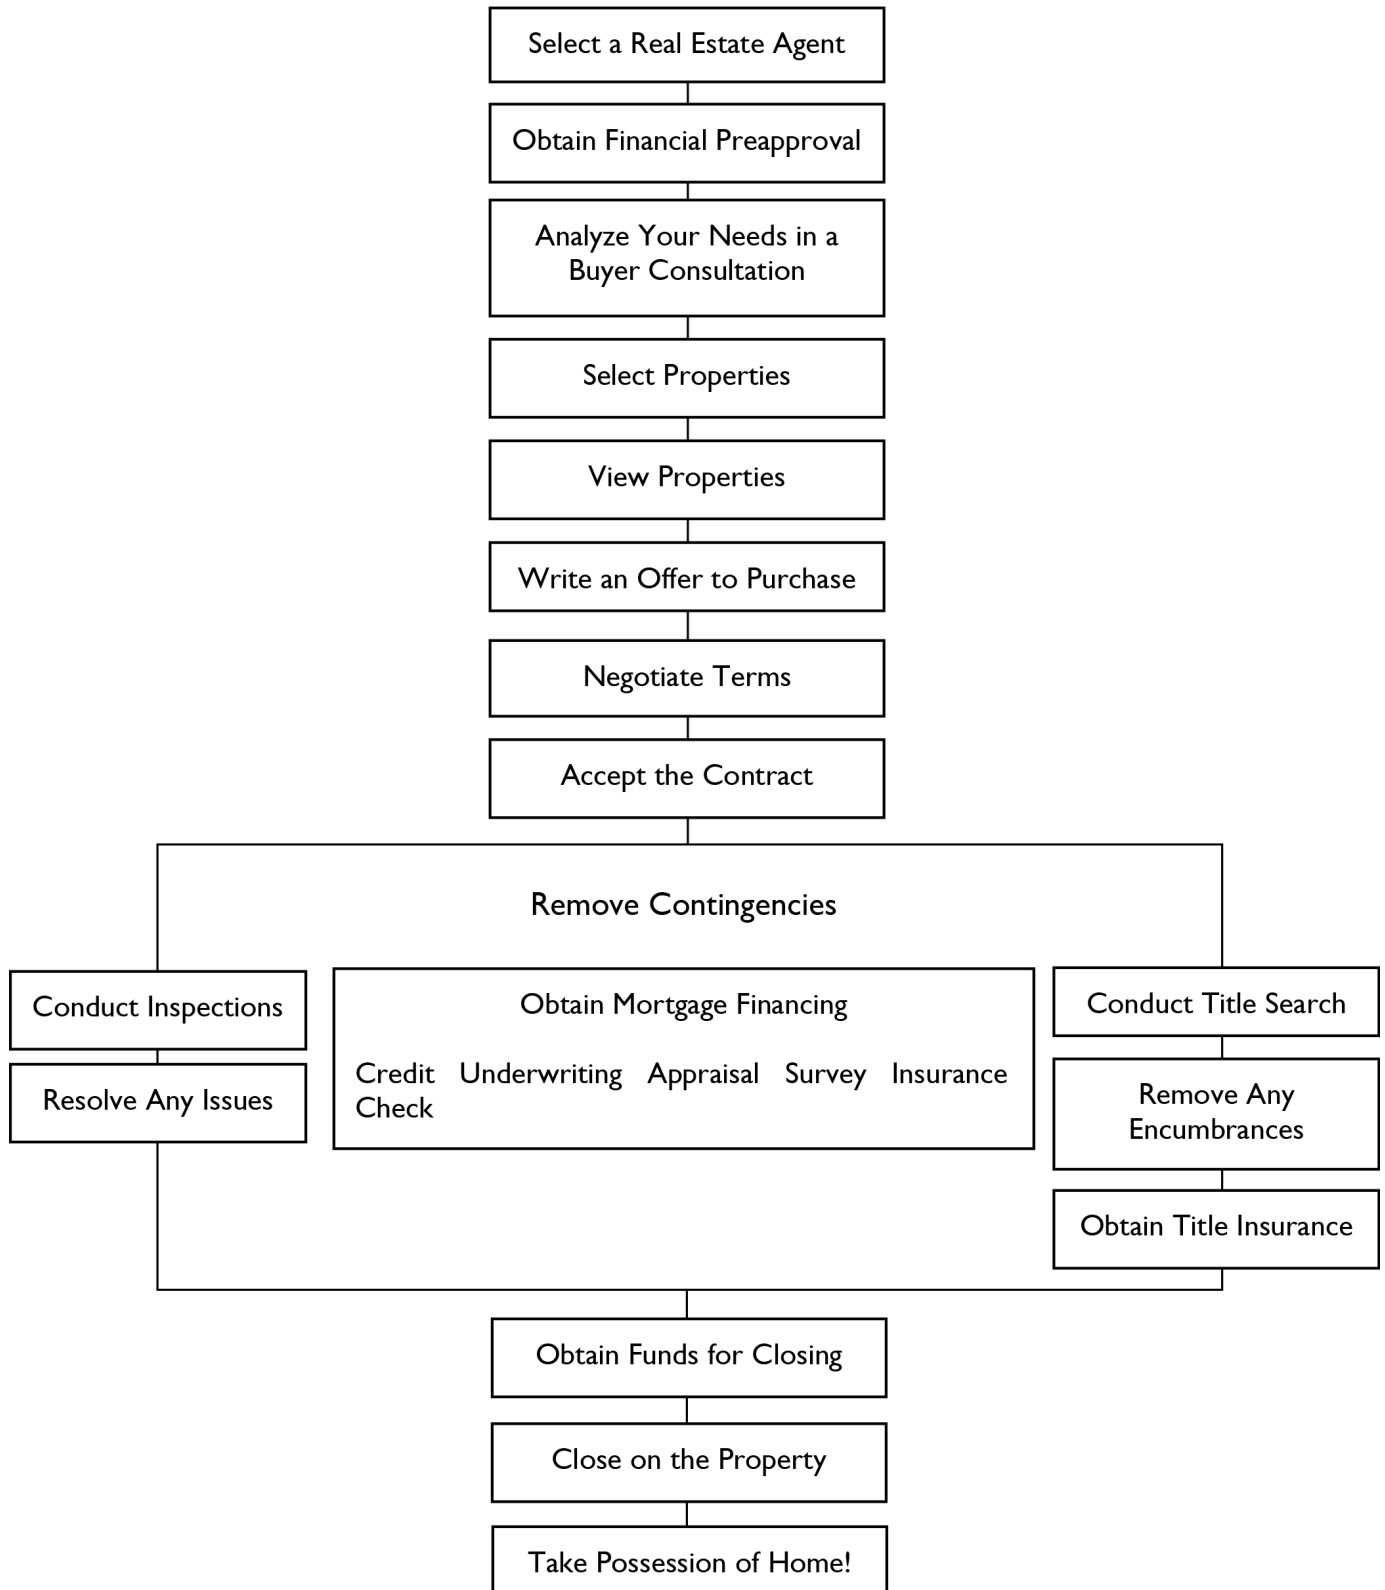 Select a Real Estate Agent
Obtain Financial Preapproval
Analyze Your Needs in a
Buyer Consultation
Select Properties
View Properties
Write an Offer to Purchase
Negotiate Terms
Accept the Contract
Remove Contingencies
Conduct Inspections
Resolve Any Issues
Obtain Mortgage Financing
Credit Underwriting Appraisal Survey Insurance
Check
Conduct Title Search
Remove Any
Encumbrances
Obtain Title Insurance
Obtain Funds for Closing
Close on the Property
Take Possession of Home!